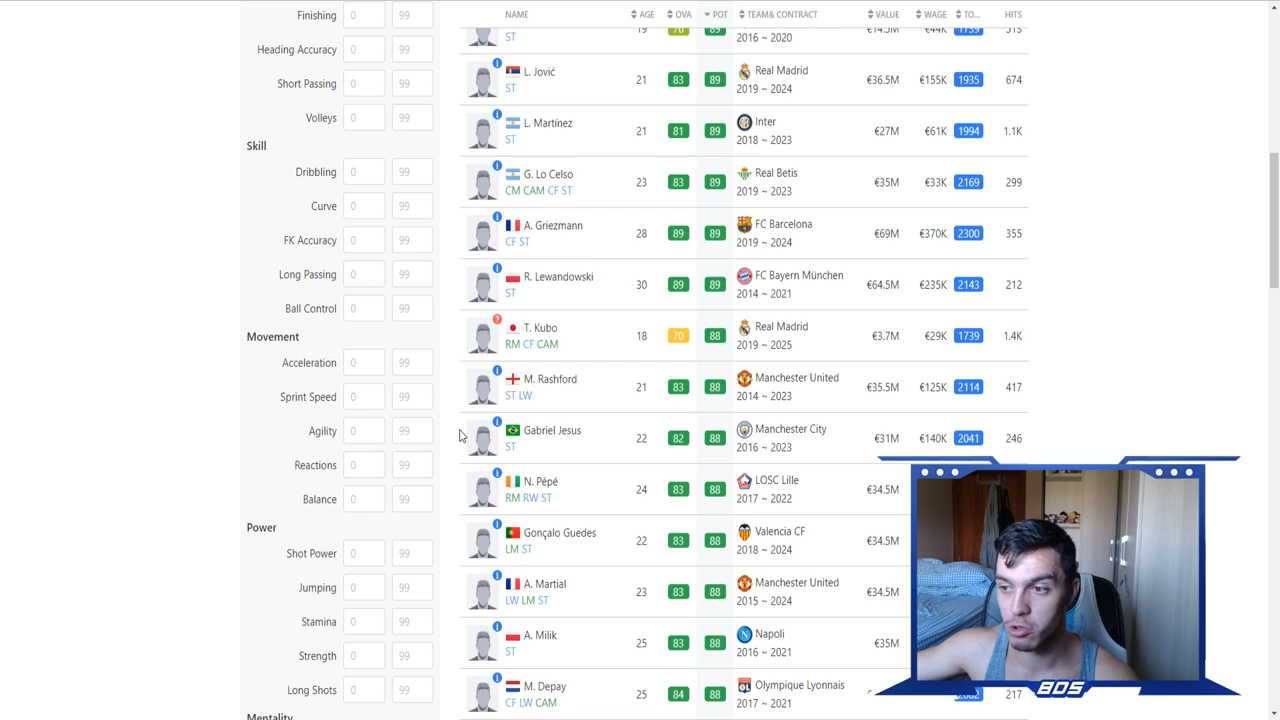 NAME AGE OVA POT TEAM& CONTRACT VALUE WAGE TO... HITS
Finishing 0 99
Heading Accuracy 0 99
Short Passing 0 99
Volleys 0 99
Skill
Dribbling 0 99
Curve 0 99
FK Accuracy 0 99
Long Passing 0 99
Ball Control 0 99
Movement
Acceleration 0 99
Sprint Speed 0 99
Agility 0 99
Reactions 0 99
Balance 0 99
Power
Shot Power 0 99
Jumping 0 99
Stamina 0 99
Strength 0 99
Long Shots 0 99
Mentality
ST 2016 ~ 2020
L. Jović 21 83 89 Real Madrid €36.5M €155K 1935 674
ST 2019 ~ 2024
L. Martínez 21 81 89 Inter €27M €61K 1994 1.1K
ST 2018 ~ 2023
G. Lo Celso 23 83 89 Real Betis €35M €33K 2169 299
CM CAM CF ST 2019 ~ 2023
A. Griezmann 28 89 89 FC Barcelona €69M €370K 2300 355
CF ST 2019 ~ 2024
R. Lewandowski 30 89 89 FC Bayern München €64.5M €235K 2143 212
ST 2014 ~ 2021
T. Kubo 18 70 88 Real Madrid €3.7M €29K 1739 1.4K
RM CF CAM 2019 ~ 2025
M. Rashford 21 83 88 Manchester United €35.5M €125K 2114 417
ST LW 2014 ~ 2023
Gabriel Jesus 22 82 88 Manchester City €31M €140K 2041 246
ST 2016 ~ 2023
N. Pépé 24 83 88 LOSC Lille €34.5M
RM RW ST 2017 ~ 2022
Gonçalo Guedes 22 83 88 Valencia CF €34.5M
LM ST 2018 ~ 2024
A. Martial 23 83 88 Manchester United €34.5M
LW LM ST 2015 ~ 2024
A. Milik 25 83 88 Napoli €35M
ST 2016 ~ 2021
M. Depay 25 84 88 Olympique Lyonnais 217
CF LW CAM 2017 ~ 2021
BDS